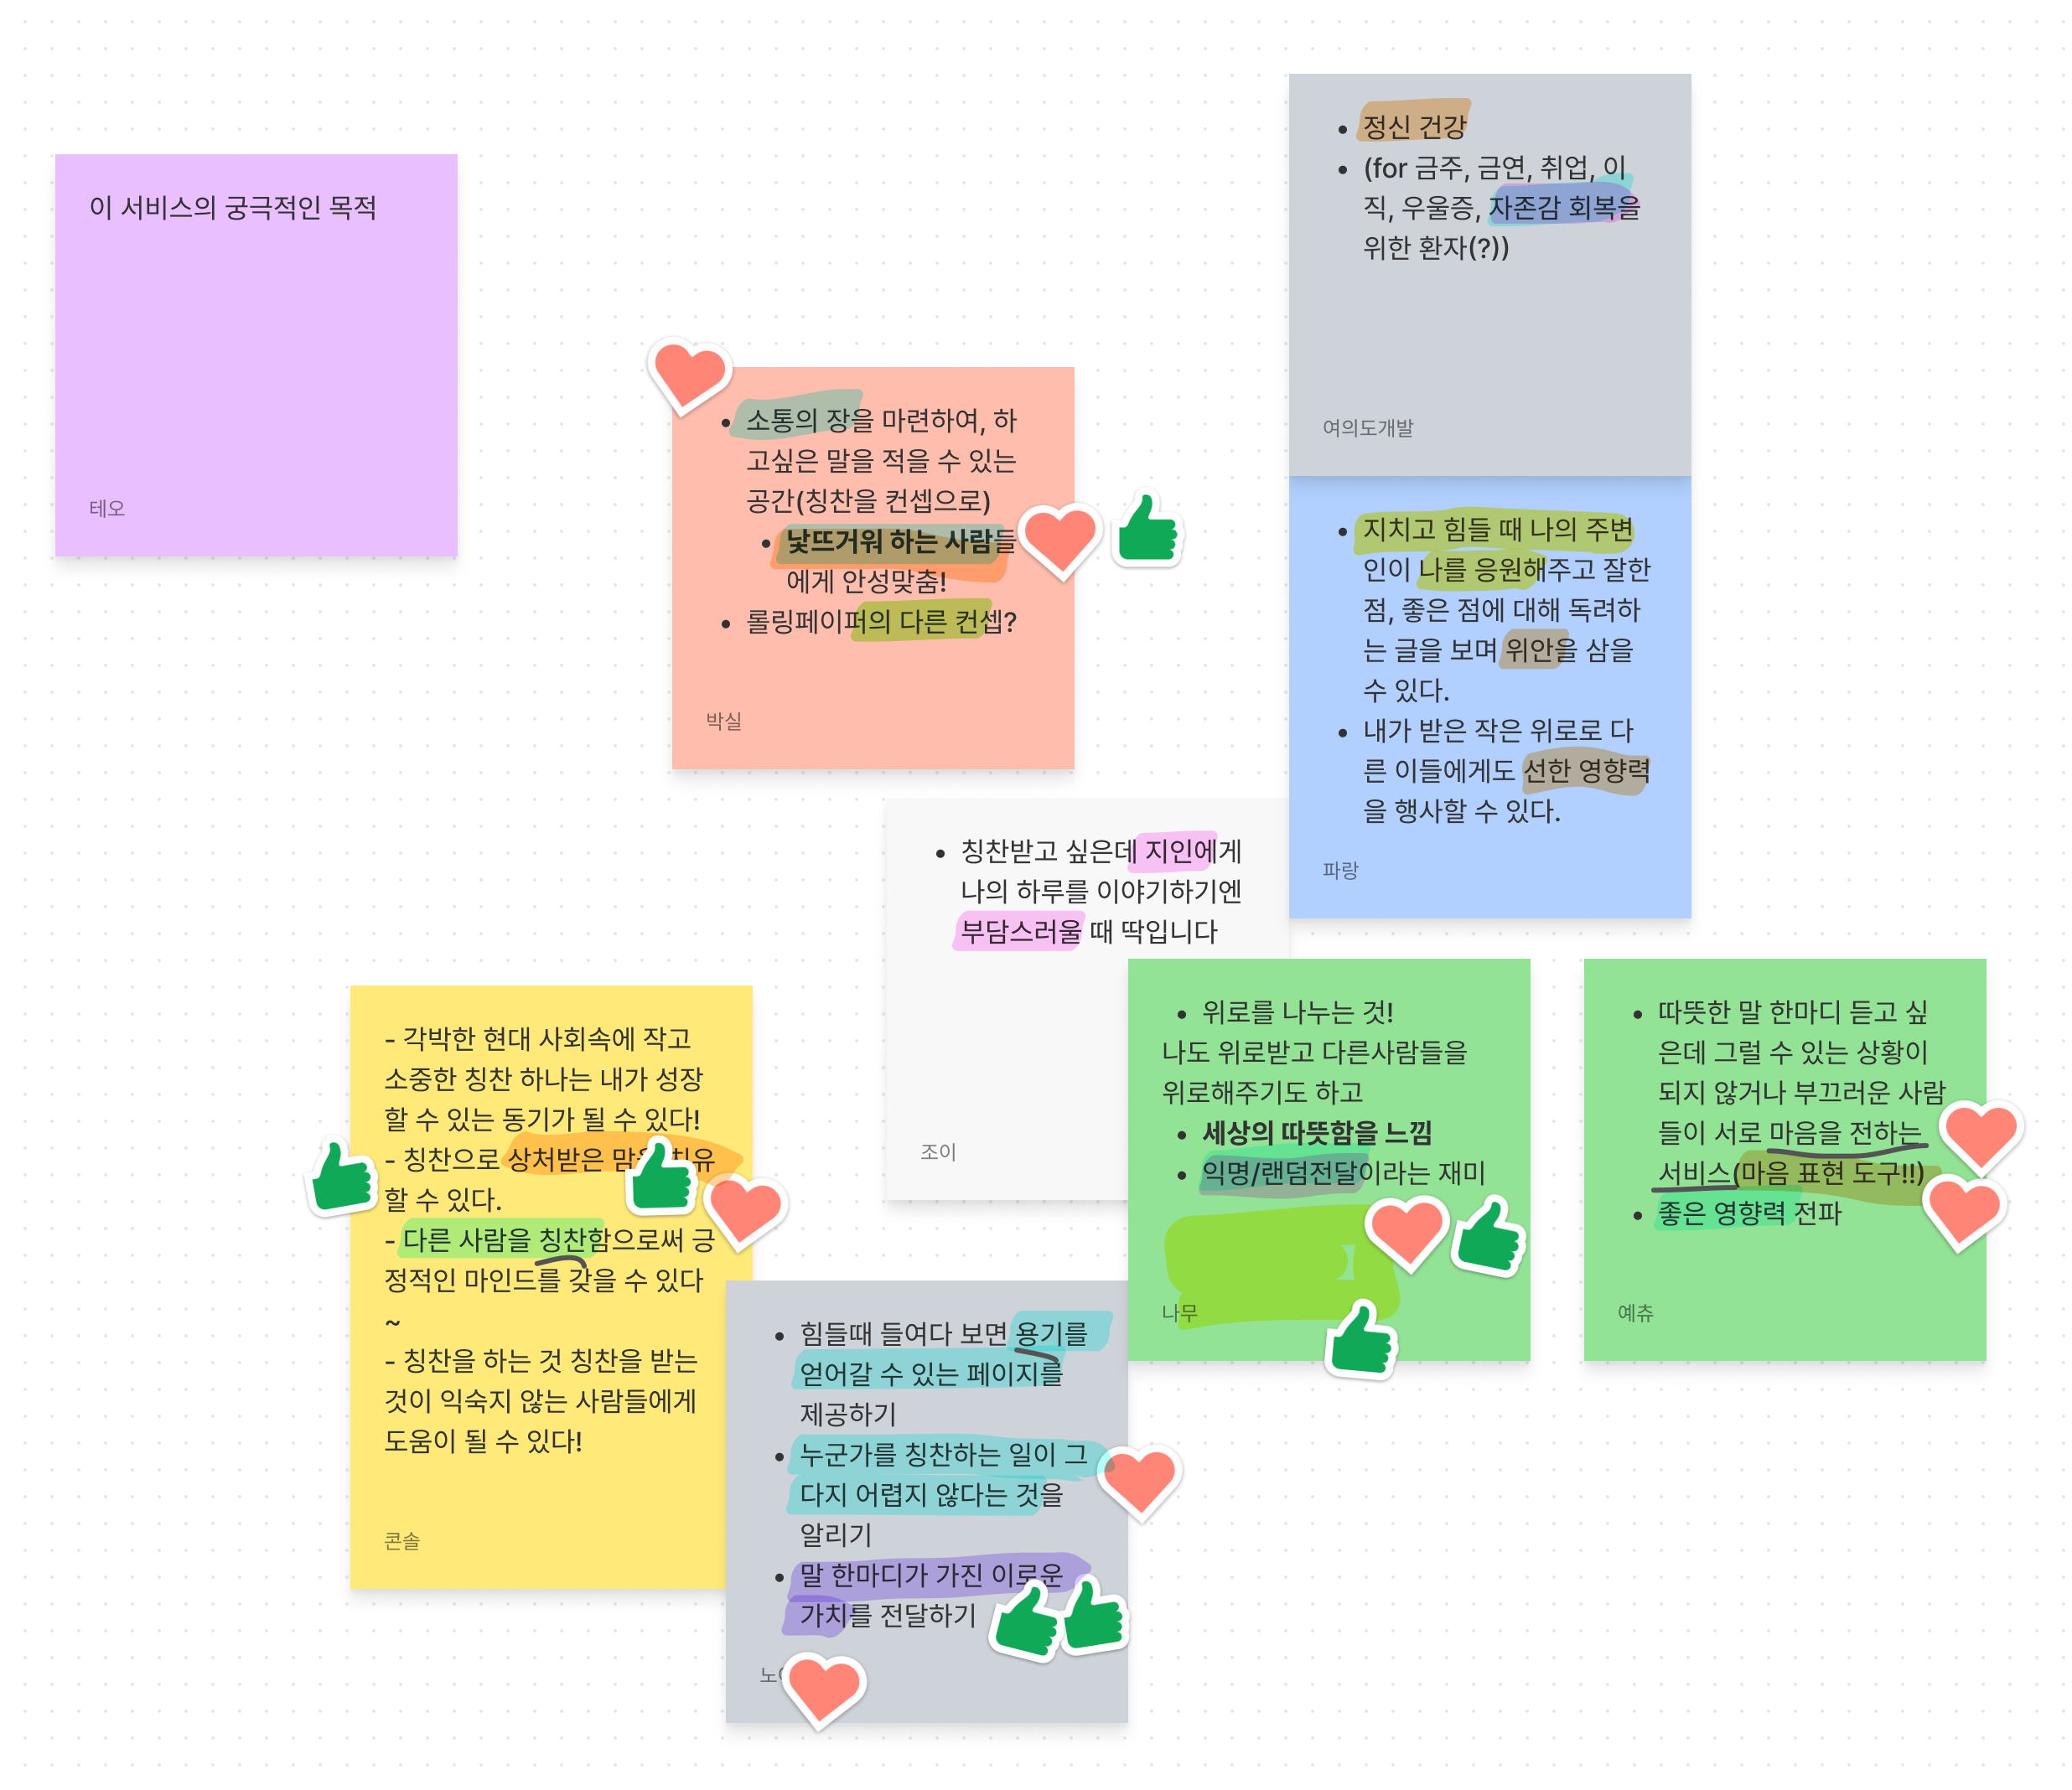 이 서비스의 궁극적인 목적
테오
• 소통의 장을 마련하여, 하
고싶은 말을 적을 수 있는
공간(칭찬을 컨셉으로)
• 낯뜨거워 하는 사람들
에게 안성맞춤!
• 롤링페이퍼의 다른 컨셉?
박실
• 정신 건강
• (for 금주, 금연, 취업, 이
직, 우울증, 자존감 회복을
위한 환자(?))
여의도개발
• 지치고 힘들 때 나의 주변
인이 나를 응원해주고 잘한
점, 좋은 점에 대해 독려하
는 글을 보며 위안을 삼을
수 있다.
• 내가 받은 작은 위로로 다
른 이들에게도 선한 영향력
을 행사할 수 있다.
파랑
• 칭찬받고 싶은데 지인에게
나의 하루를 이야기하기엔
부담스러울 때 딱입니다
조이
- 각박한 현대 사회속에 작고
소중한 칭찬 하나는 내가 성장
할 수 있는 동기가 될 수 있다!
- 칭찬으로 상처받은 맘을 치유
할 수 있다.
- 다른 사람을 칭찬함으로써 긍
정적인 마인드를 갖을 수 있다
~
- 칭찬을 하는 것 칭찬을 받는
것이 익숙지 않는 사람들에게
도움이 될 수 있다!
콘솔
• 힘들때 들여다 보면 용기를
얻어갈 수 있는 페이지를
제공하기
• 누군가를 칭찬하는 일이 그
다지 어렵지 않다는 것을
알리기
• 말 한마디가 가진 이로운
가치를 전달하기
• 위로를 나누는 것!
나도 위로받고 다른사람들을
위로해주기도 하고
• 세상의 따뜻함을 느낌
• 익명/랜덤전달이라는 재미
나무
• 따뜻한 말 한마디 듣고 싶
은데 그럴 수 있는 상황이
되지 않거나 부끄러운 사람
들이 서로 마음을 전하는
서비스(마음 표현 도구!!)
• 좋은 영향력 전파
예츄